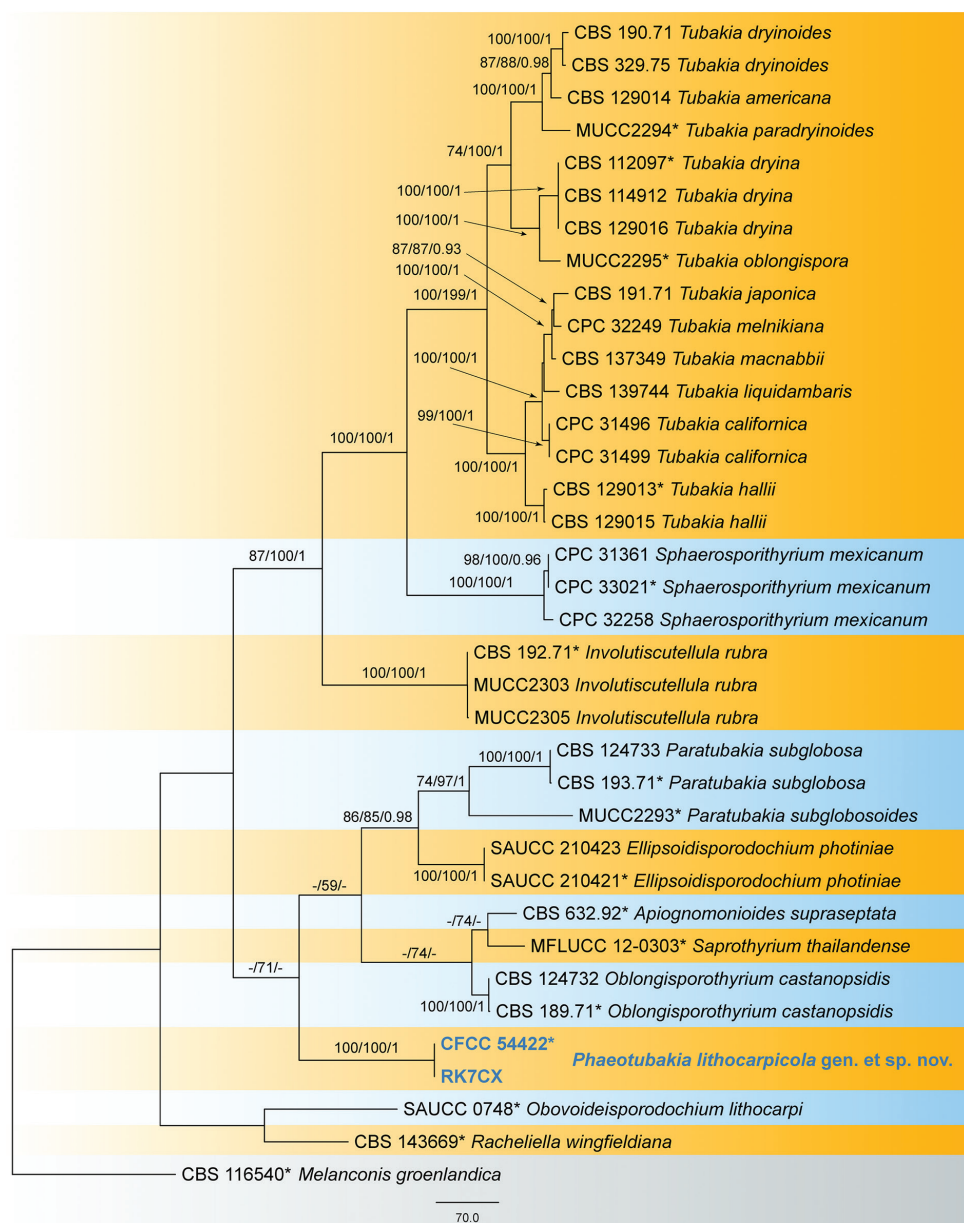 100/100/1
CBS 190.71 Tubakia dryinoides
87/88/0.98
CBS 329.75 Tubakia dryinoides
100/100/1
CBS 129014 Tubakia americana
MUCC2294* Tubakia paradryinoides
74/100/1
CBS 112097* Tubakia dryina
100/100/1
CBS 114912 Tubakia dryina
100/100/1
CBS 129016 Tubakia dryina
87/87/0.93
MUCC2295* Tubakia oblongispora
100/100/1
100/199/1
CBS 191.71 Tubakia japonica
CPC 32249 Tubakia melnikiana
100/100/1
CBS 137349 Tubakia macnabbii
CBS 139744 Tubakia liquidambaris
99/100/1
CPC 31496 Tubakia californica
100/100/1
CPC 31499 Tubakia californica
100/100/1
CBS 129013* Tubakia hallii
100/100/1
CBS 129015 Tubakia hallii
87/100/1
98/100/0.96
CPC 31361 Sphaerosporithyrium mexicanum
100/100/1
CPC 33021* Sphaerosporithyrium mexicanum
CPC 32258 Sphaerosporithyrium mexicanum
CBS 192.71* Involutiscutellula rubra
100/100/1
MUCC2303 Involutiscutellula rubra
MUCC2305 Involutiscutellula rubra
100/100/1
CBS 124733 Paratubakia subglobosa
74/97/1
CBS 193.71* Paratubakia subglobosa
86/85/0.98
MUCC2293* Paratubakia subglobosoides
SAUCC 210423 Ellipsoidisporodochium photiniae
-/59/-
100/100/1
SAUCC 210421* Ellipsoidisporodochium photiniae
-/74/-
CBS 632.92* Apiognomonioides supraseptata
-/74/-
MFLUCC 12-0303* Saprothyrium thailandense
-/71/-
CBS 124732 Oblongisporothyrium castanopsidis
100/100/1
CBS 189.71* Oblongisporothyrium castanopsidis
100/100/1
CFCC 54422*
Phaeotubakia lithocarpicola gen. et sp. nov.
RK7CX
SAUCC 0748* Obovoideisporodochium lithocarpi
CBS 143669* Racheliella wingfieldiana
CBS 116540* Melanconis groenlandica
70.0